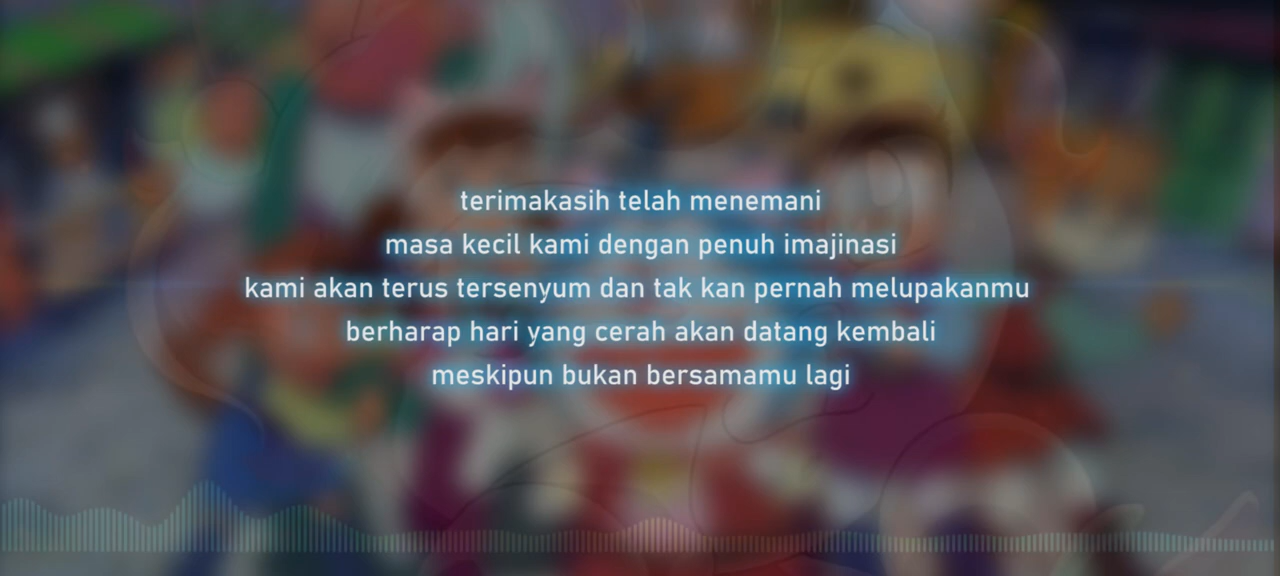 terimakasih telah menemani
masa kecil kami dengan penuh imajinasi
kami akan terus tersenyum dan tak kan pernah melupakanmu
berharap hari yang cerah akan datang kembali
meskipun bukan bersamamu lagi